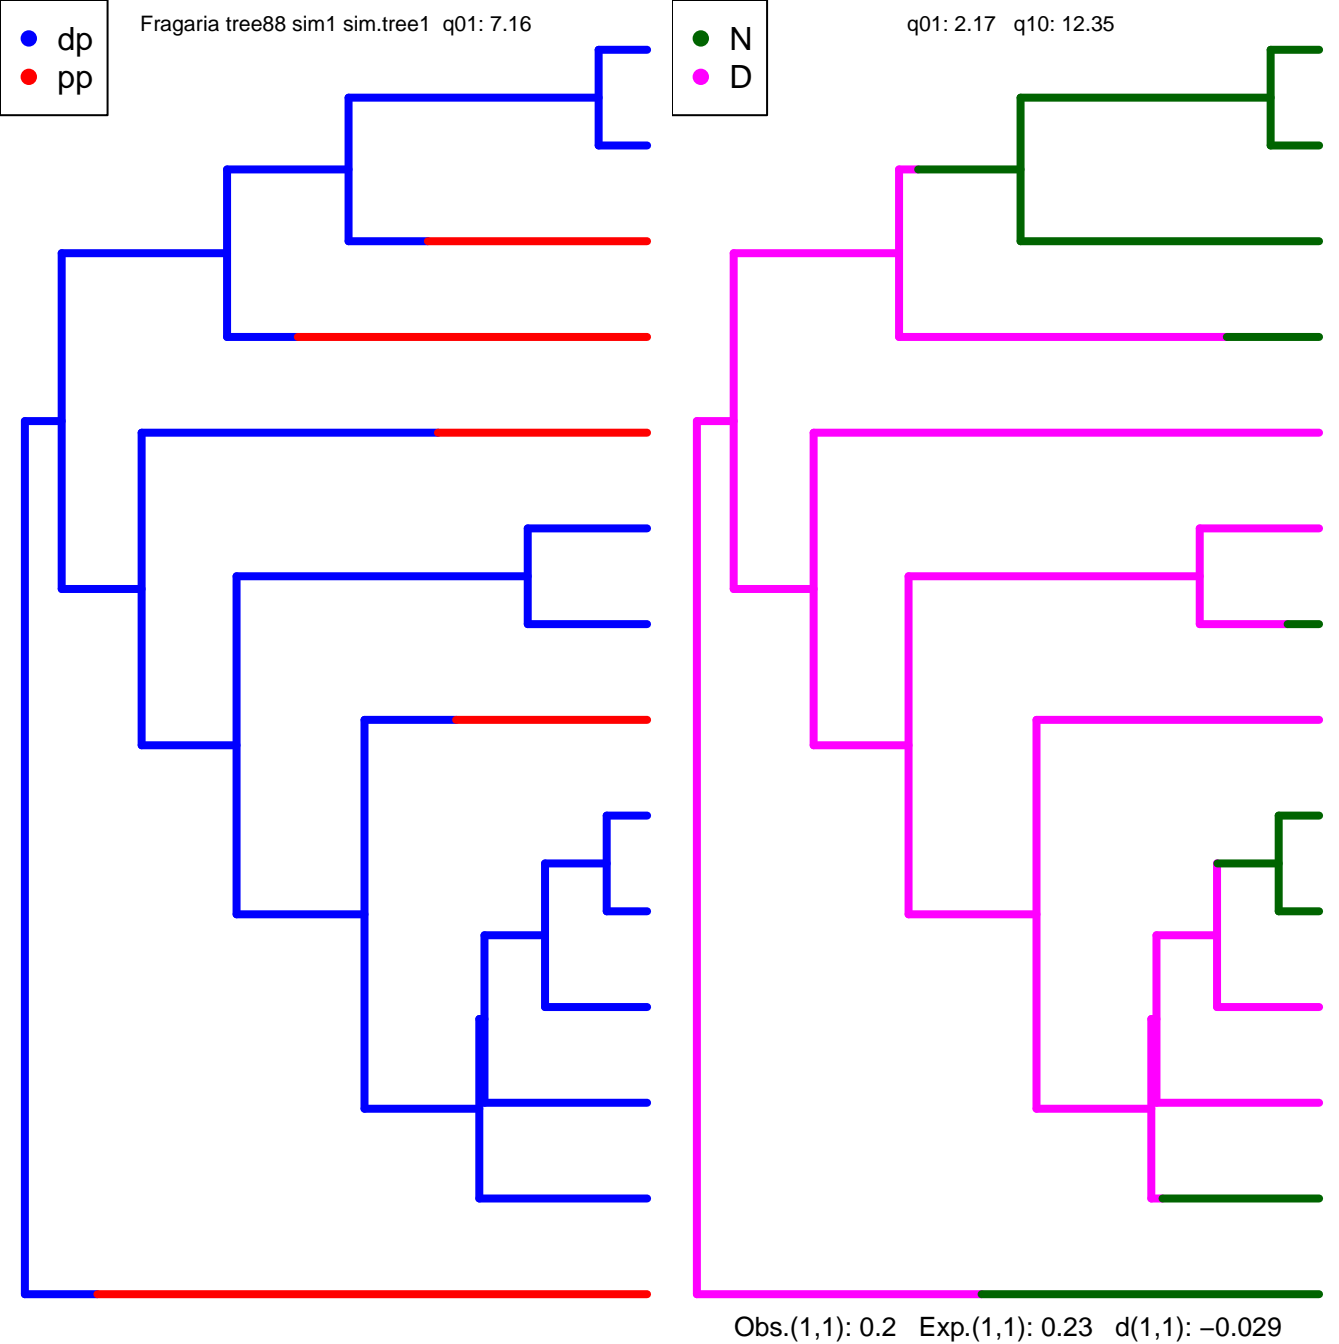 dp
pp
Fragaria tree88 sim1 sim.tree1 q01: 7.16
N
D
q01: 2.17 q10: 12.35
Obs.(1,1): 0.2 Exp.(1,1): 0.23 d(1,1): −0.029